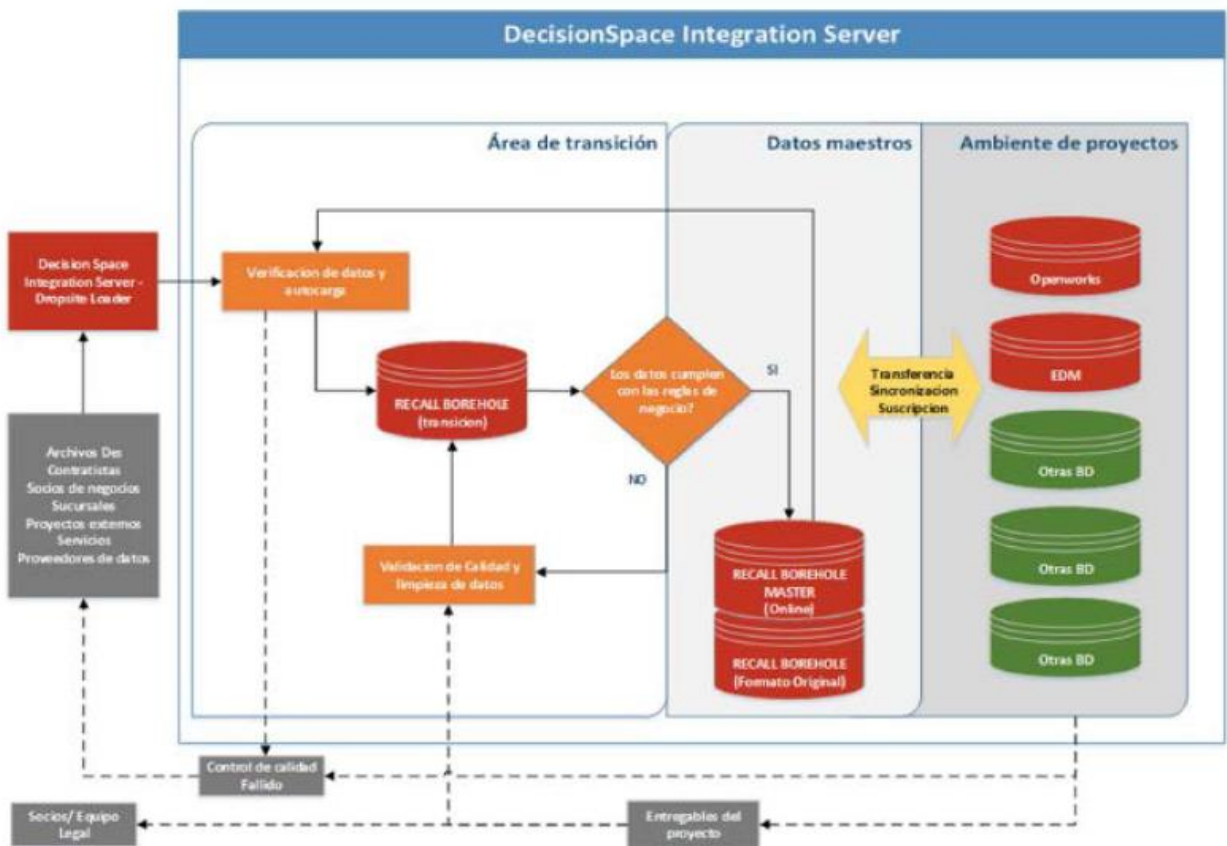 DecisionSpace Integration Server
Área de transición
Datos maestros
Ambiente de proyectos
Decision Space
Integration Server -
Dropsite Loader
Verificacion de datos y
autocarga
Openworks
EDM
RECALL BOREHOLE
(transicion)
Los datos cumplen
con las reglas de
negocio?
SI
NO
Transferencia
Sincronizacion
Suscripcion
Archivos Des
Contratistas
Socios de negocios
Sucursales
Proyectos externos
Servicios
Proveedores de datos
Otras BD
Otras BD
Otras BD
Validacion de Calidad y
limpieza de datos
RECALL BOREHOLE
MASTER
(Online)
RECALL BOREHOLE
(Formato Original)
Control de calidad
Fallido
Socios/ Equipo
Legal
Entregables del
proyecto